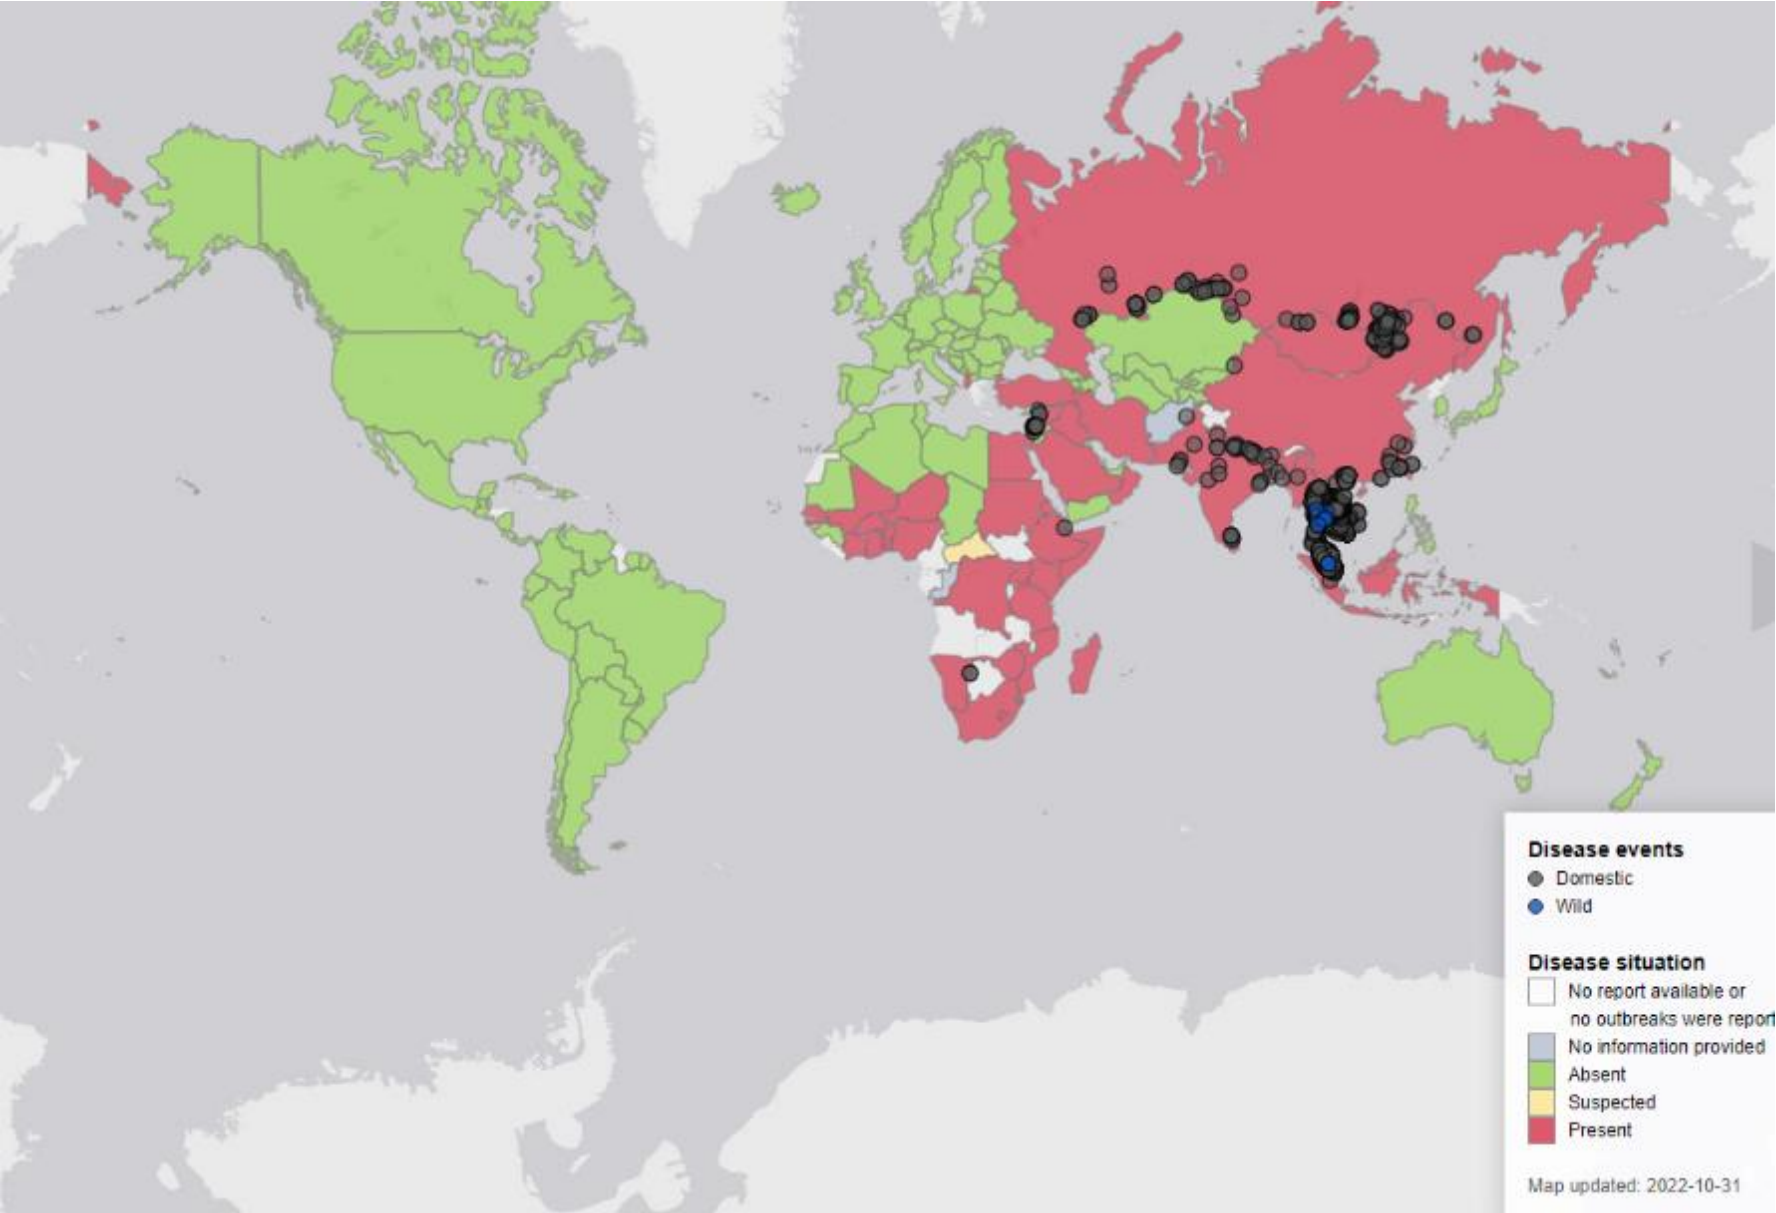 Disease events
Domestic
Wild
Disease situation
No report available or
no outbreaks were report
No information provided
Absent
Suspected
Present
Map updated: 2022-10-31